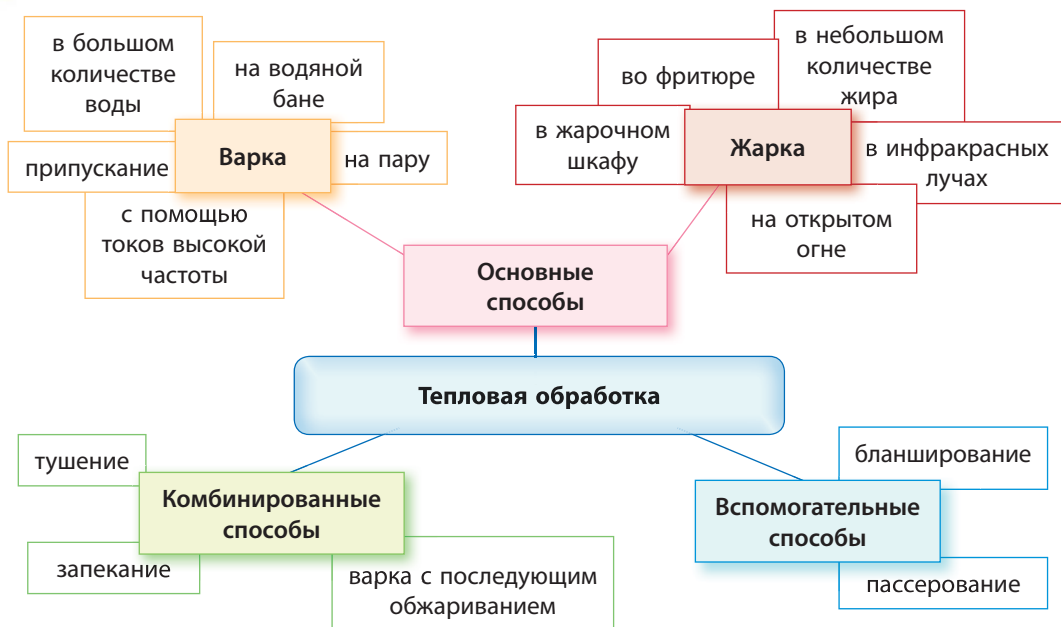 в большом
количестве
воды
на водяной
бане
Варка
припускание
на пару
с помощью
токов высокой
частоты
во фритюре
в небольшом
количестве
жира
в жарочном
шкафу
Жарка
в инфракрасных
лучах
на открытом
огне
Основные
способы
Тепловая обработка
тушение
Комбинированные
способы
запекание
варка с последующим
обжариванием
бланширование
Вспомогательные
способы
пассерование